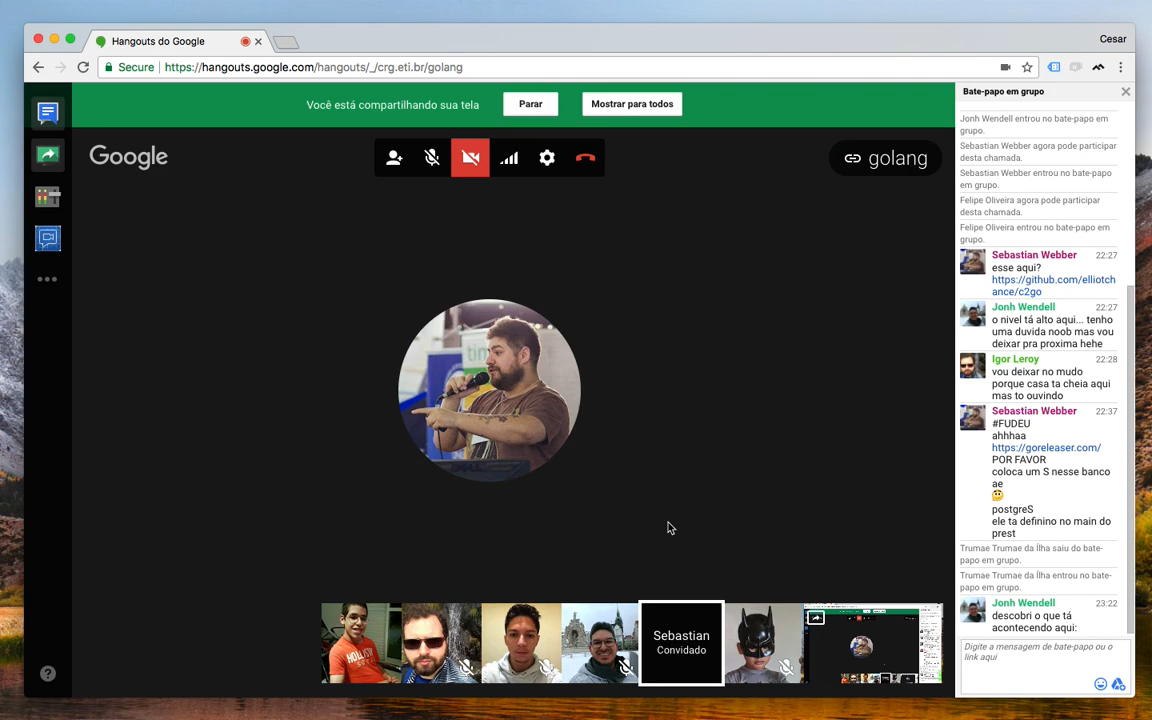 Hangouts do Google
Cesar
Secure
https://hangouts.google.com/hangouts/_/crg.eti.br/golang
Você está compartilhando sua tela
Parar
Mostrar para todos
Google
golang
Bate-papo em grupo
Jonh Wendell entrou no bate-papo em
grupo.
Sebastian Webber agora pode participar
desta chamada.
Sebastian Webber entrou no bate-papo
em grupo.
Felipe Oliveira agora pode participar
desta chamada.
Felipe Oliveira entrou no bate-papo em
grupo.
Sebastian Webber 22:27
esse aqui?
https://github.com/elliotch
ance/c2go
Jonh Wendell 22:27
o nivel tá alto aqui... tenho
uma duvida noob mas vou
deixar pra proxima hehe
Igor Leroy 22:28
vou deixar no mudo
porque casa ta cheia aqui
mas to ouvindo
Sebastian Webber 22:37
#FUDEU
ahhhaa
https://goreleaser.com/
POR FAVOR
coloca um S nesse banco
ae
postgreS
ele ta definino no main do
prest
Trumae Trumae da Ílha saiu do bate-
papo em grupo.
Trumae Trumae da Ílha entrou no bate-
papo em grupo.
Jonh Wendell 23:22
descobri o que tá
acontecendo aqui:
Digite a mensagem de bate-papo ou o
link aqui
HOLLISTER
Sebastian
Convidado